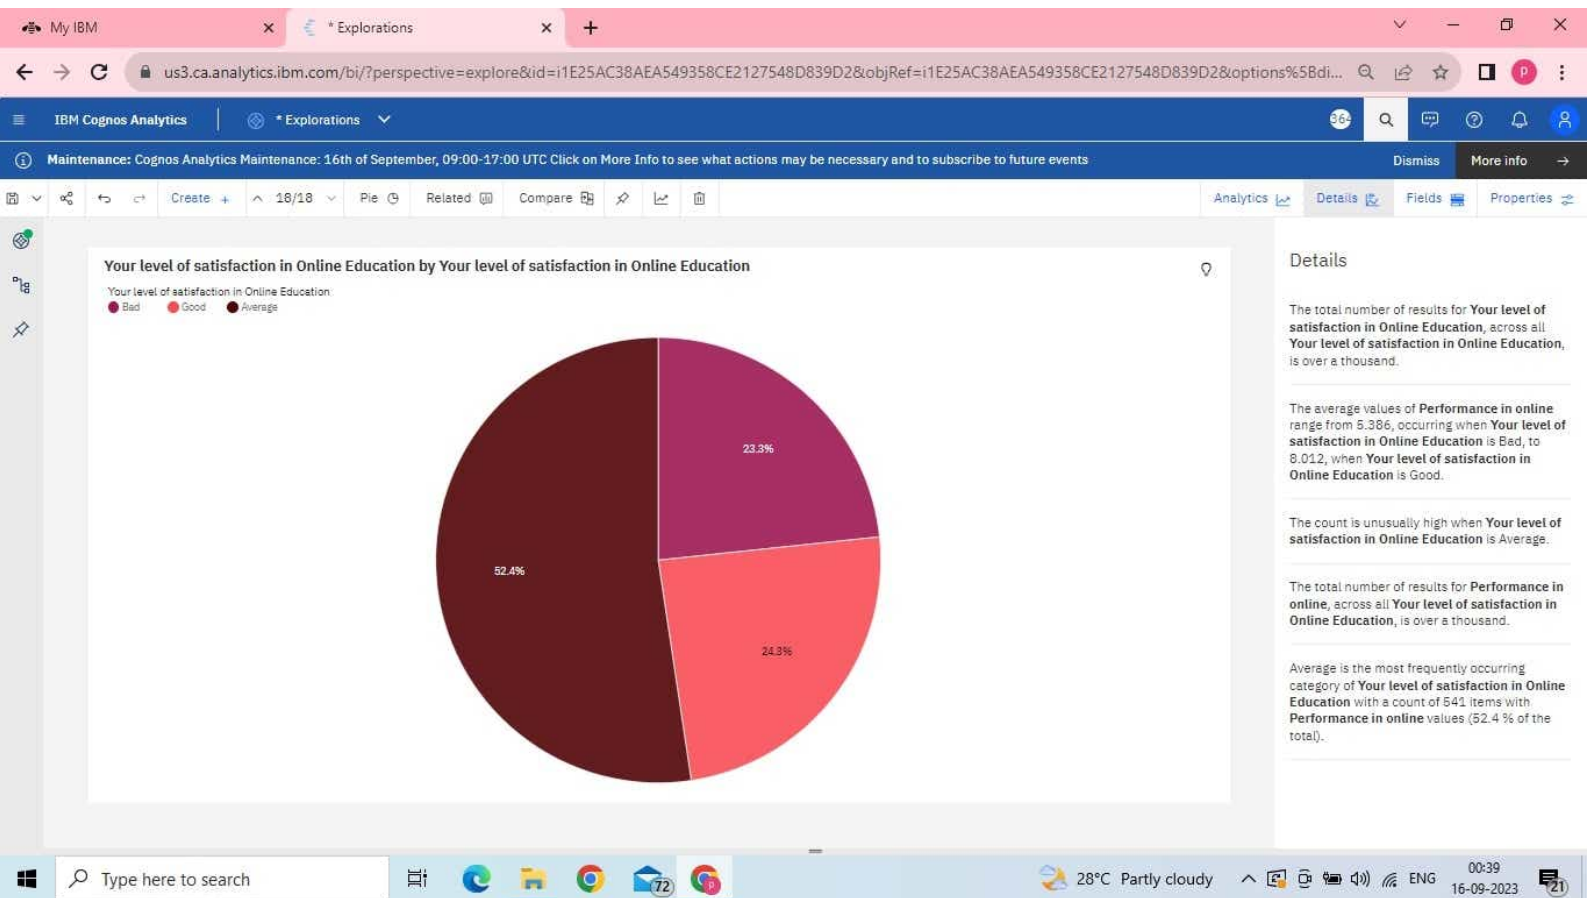 My IBM
* Explorations
us3.ca.analytics.ibm.com/bi/?perspective=explore&id=i1E25AC38AEA549358CE2127548D839D2&objRef=i1E25AC38AEA549358CE2127548D839D2&options%5Bdi...
P
IBM Cognos Analytics
* Explorations
364
Maintenance: Cognos Analytics Maintenance: 16th of September, 09:00-17:00 UTC Click on More Info to see what actions may be necessary and to subscribe to future events
Dismiss
More info
Create
18/18
Pie
Related
Compare
Analytics
Details
Fields
Properties
Your level of satisfaction in Online Education by Your level of satisfaction in Online Education
Your level of satisfaction in Online Education
Bad Good Average
23.3%
52.4%
24.3%
Details
The total number of results for Your level of
satisfaction in Online Education, across all
Your level of satisfaction in Online Education,
is over a thousand.
The average values of Performance in online
range from 5.386, occurring when Your level of
satisfaction in Online Education is Bad, to
8.012, when Your level of satisfaction in
Online Education is Good.
The count is unusually high when Your level of
satisfaction in Online Education is Average.
The total number of results for Performance in
online, across all Your level of satisfaction in
Online Education, is over a thousand.
Average is the most frequently occurring
category of Your level of satisfaction in Online
Education with a count of 541 items with
Performance in online values (52.4 % of the
total).
Type here to search
72
P
28°C Partly cloudy
ENG
00:39
16-09-2023
21